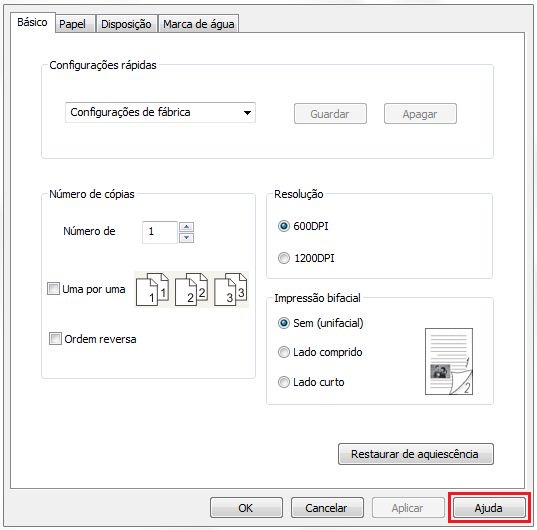 Básico Papel Disposição Marca de água
Configurações rápidas
Configurações de fábrica
Guardar
Apagar
Número de cópias
Número de
1
Uma por uma
1 1 2 2 3 3
Ordem reversa
Resolução
600DPI
1200DPI
Impressão bifacial
Sem (unifacial)
Lado comprido
Lado curto
1
2
Restaurar de aquiescência
OK Cancelar Aplicar Ajuda